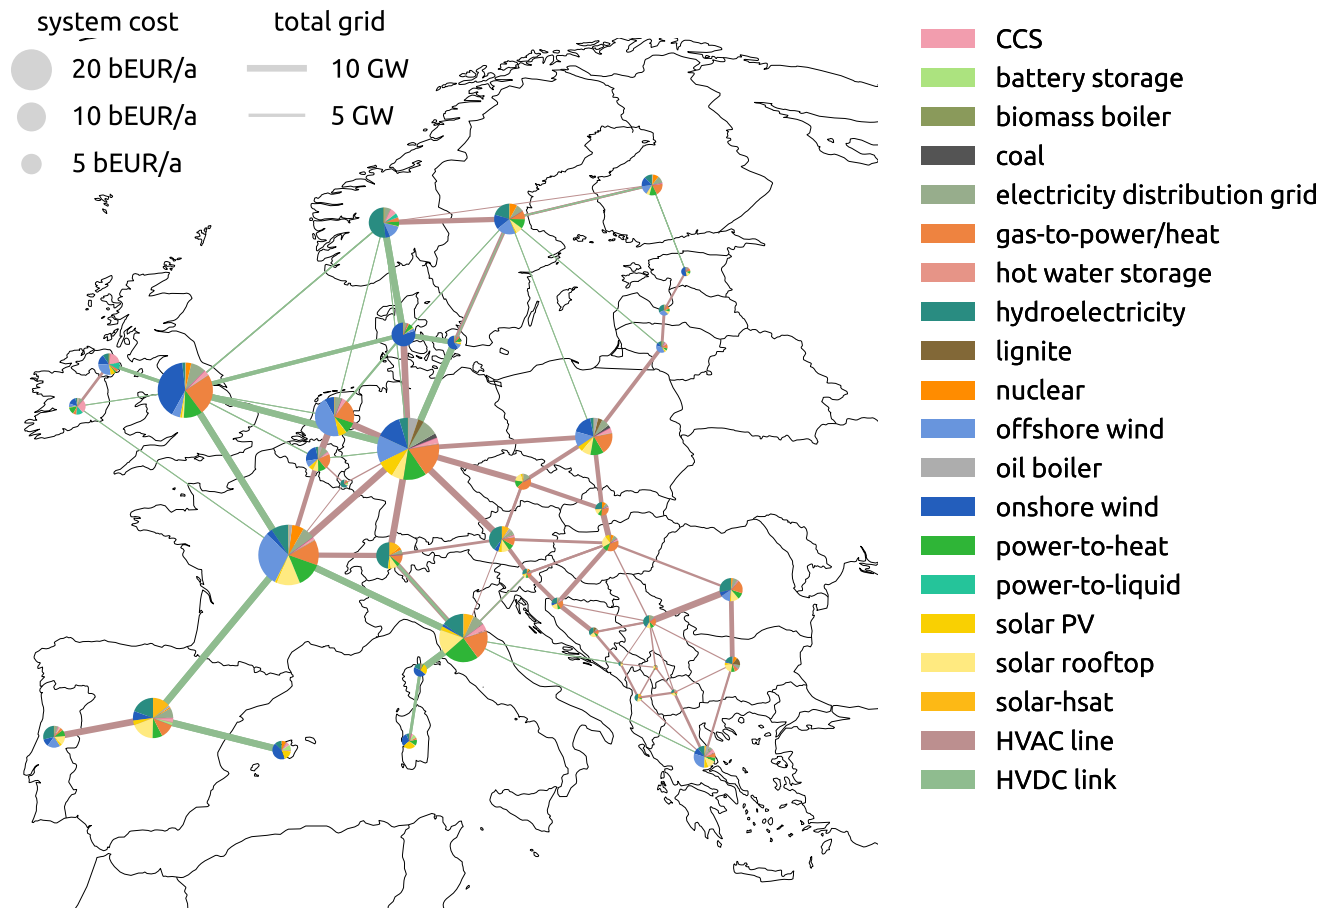 system cost
total grid
20 bEUR/a
10 GW
10 bEUR/a
5 GW
5 bEUR/a
CCS
battery storage
biomass boiler
coal
electricity distribution grid
gas-to-power/heat
hot water storage
hydroelectricity
lignite
nuclear
offshore wind
oil boiler
onshore wind
power-to-heat
power-to-liquid
solar PV
solar rooftop
solar-hsat
HVAC line
HVDC link